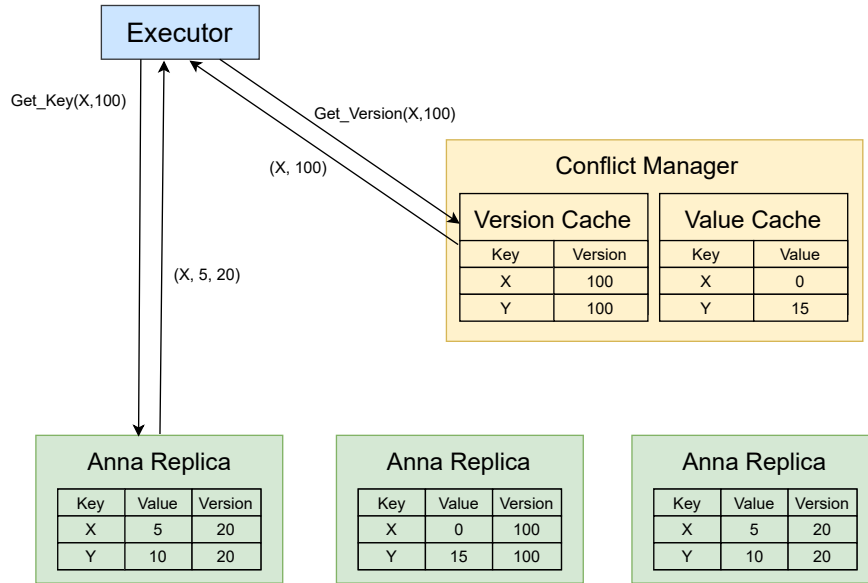 Executor
Get_Key(X,100)
Get_Version(X,100)
(X, 100)
(X, 5, 20)
Conflict Manager
Version Cache
Key Version
X 100
Y 100
Value Cache
Key Value
X 0
Y 15
Anna Replica
Key Value Version
X 5 20
Y 10 20
Anna Replica
Key Value Version
X 0 100
Y 15 100
Anna Replica
Key Value Version
X 5 20
Y 10 20